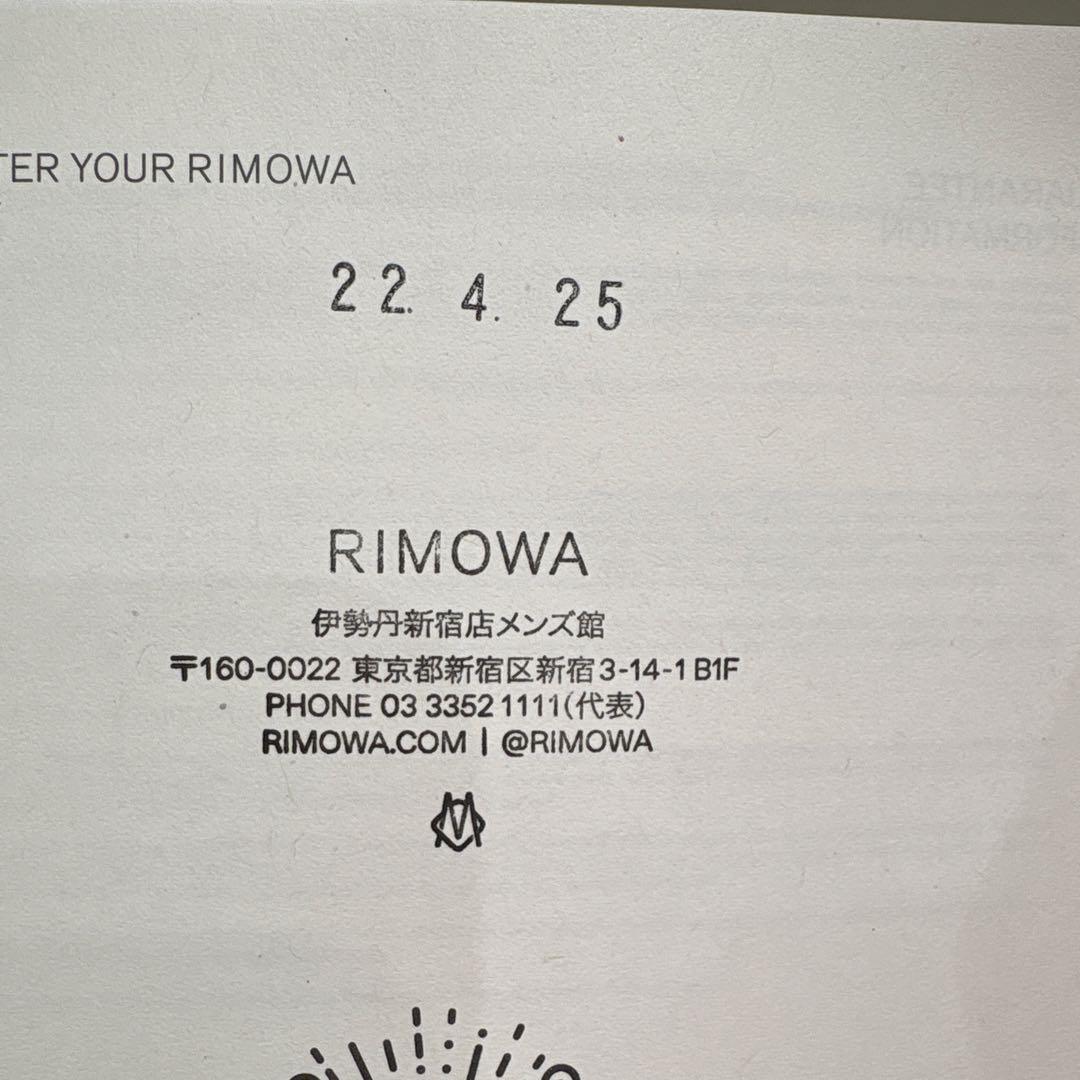 TER YOUR RIMOWA
22. 4. 25
RIMOWA
伊勢丹新宿店メンズ館
〒160-0022 東京都新宿区新宿3-14-1 B1F
PHONE 03 3352 1111(代表)
RIMOWA.COM | @RIMOWA